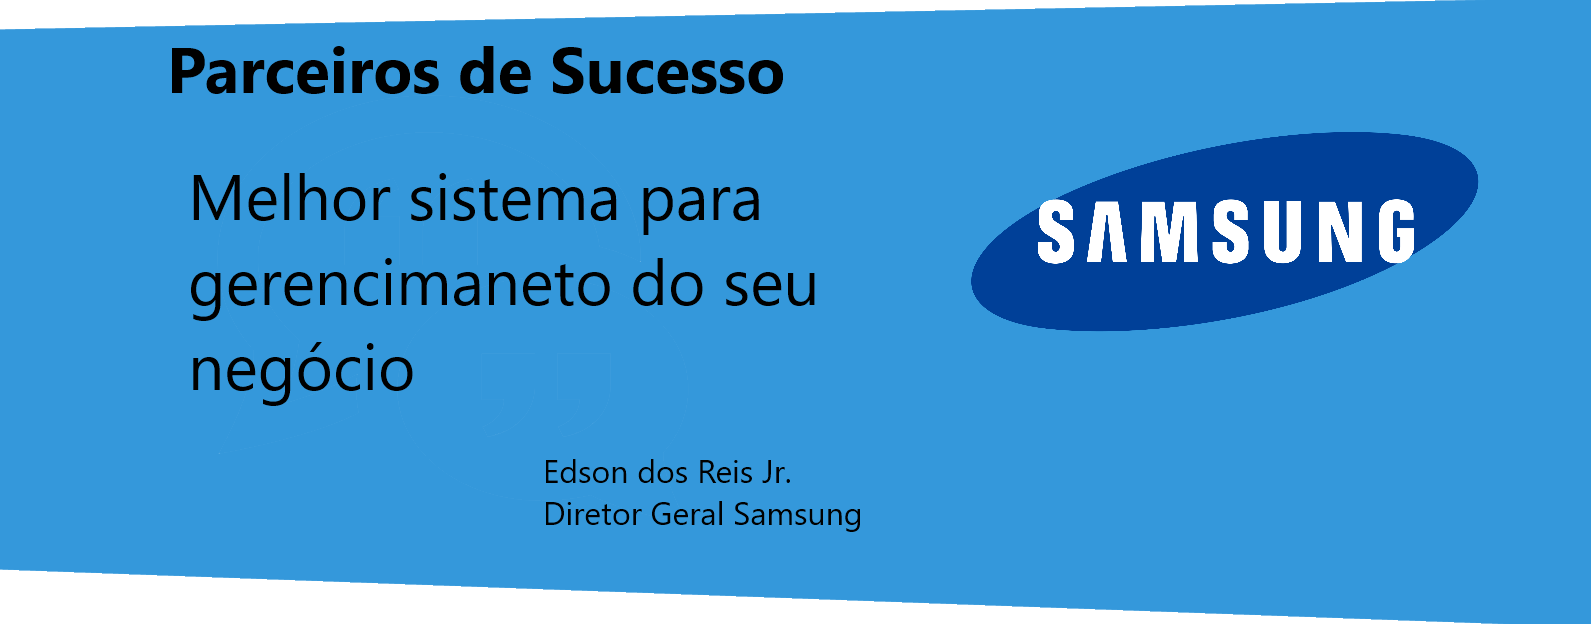 Parceiros de Sucesso
Melhor sistema para
gerencimaneto do seu
negócio
SAMSUNG
Edson dos Reis Jr.
Diretor Geral Samsung